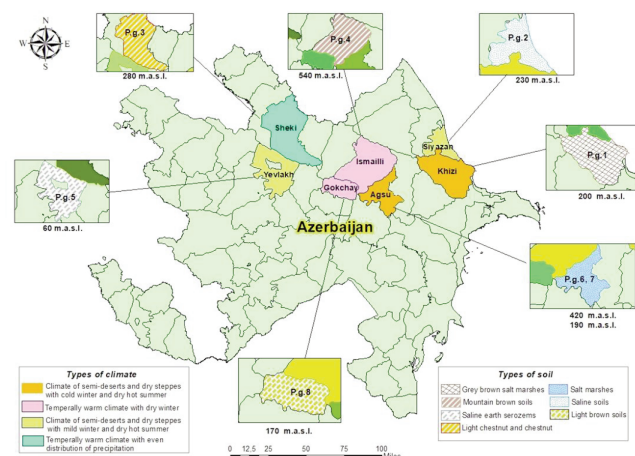 N
W E
S
P.g.3
280 m.a.s.l.
P.g.4
540 m.a.s.l.
P.g.2
230 m.a.s.l.
P.g.1
200 m.a.s.l.
P.g.5
60 m.a.s.l.
P.g.6, 7
420 m.a.s.l.
190 m.a.s.l.
P.g.8
170 m.a.s.l.
Sheki
Siyazan
Ismailli
Khizi
Yevlakh
Gokchay
Agsu
Azerbaijan
Types of climate
Climate of semi-deserts and dry steppes
with cold winter and dry hot summer
Temperally warm climate with dry winter
Climate of semi-deserts and dry steppes
with mild winter and dry hot summer
Temperally warm climate with even
distribution of precipitation
Types of soil
Grey brown salt marshes
Salt marshes
Mountain brown soils
Saline soils
Saline earth serozems
Light brown soils
Light chestnut and chestnut
0 12.5 25 50 75 100
Miles